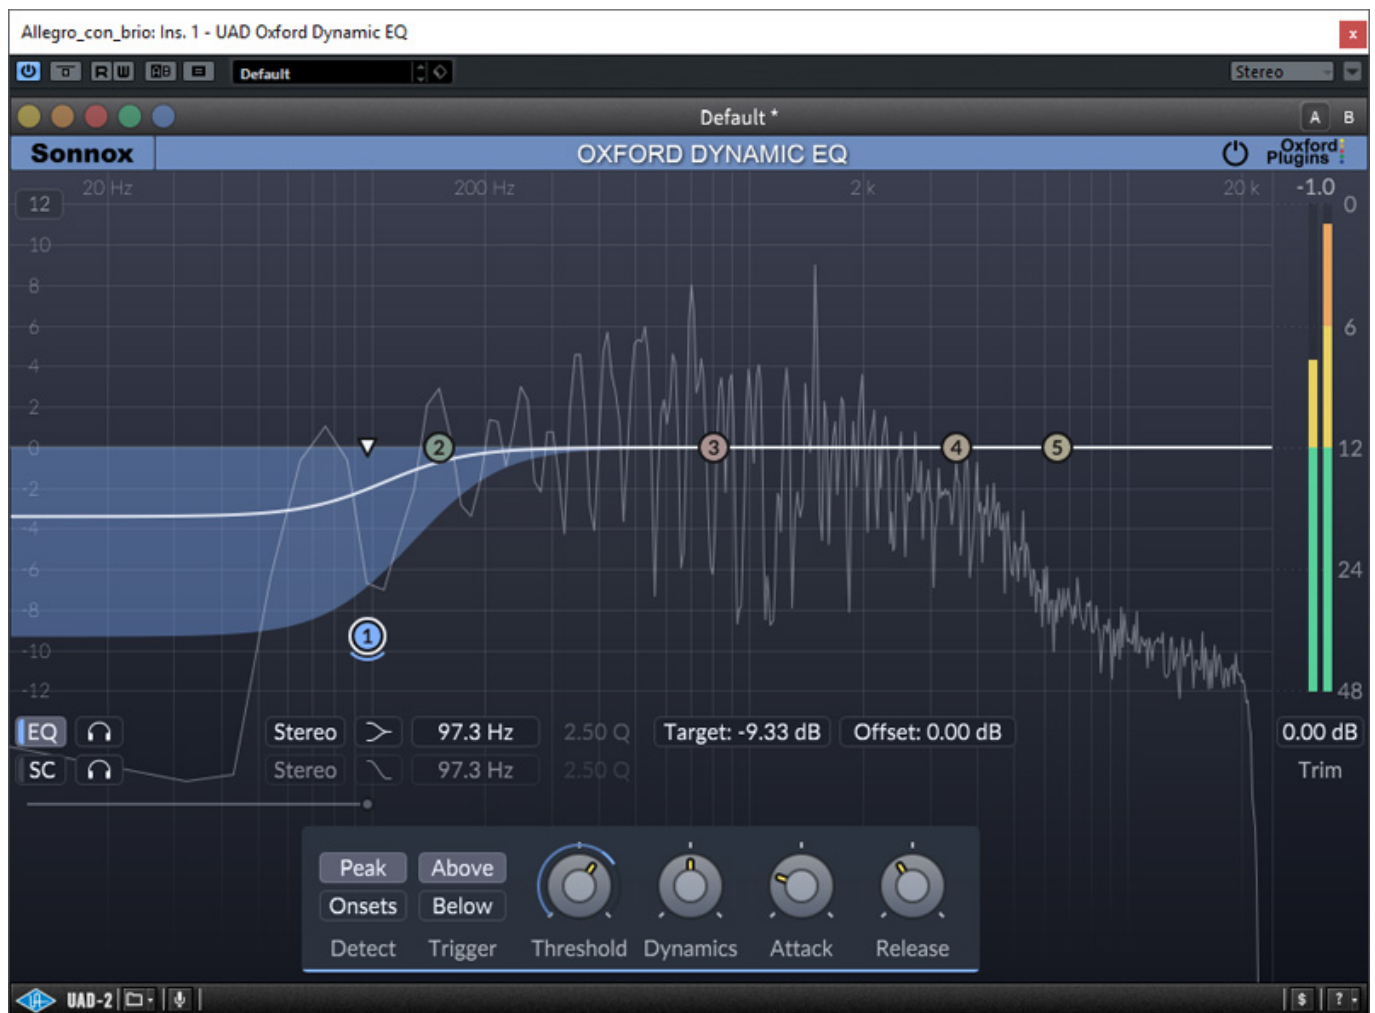 Allegro_con_brio: Ins. 1 - UAD Oxford Dynamic EQ x
R W AB Default Stereo
Default * A B
Sonnox OXFORD DYNAMIC EQ Oxford Plugins
20 Hz 200 Hz 2 k 20 k -1.0
12 0
10
8
6 6
4
2
0 2 3 4 5 12
-2
-4
-6 24
-8
1
-10
-12 48
EQ Stereo 97.3 Hz 2.50 Q Target: -9.33 dB Offset: 0.00 dB 0.00 dB
SC Stereo 97.3 Hz 2.50 Q Trim
Peak Above
Onsets Below
Detect Trigger Threshold Dynamics Attack Release
UA UAD-2 $ ?